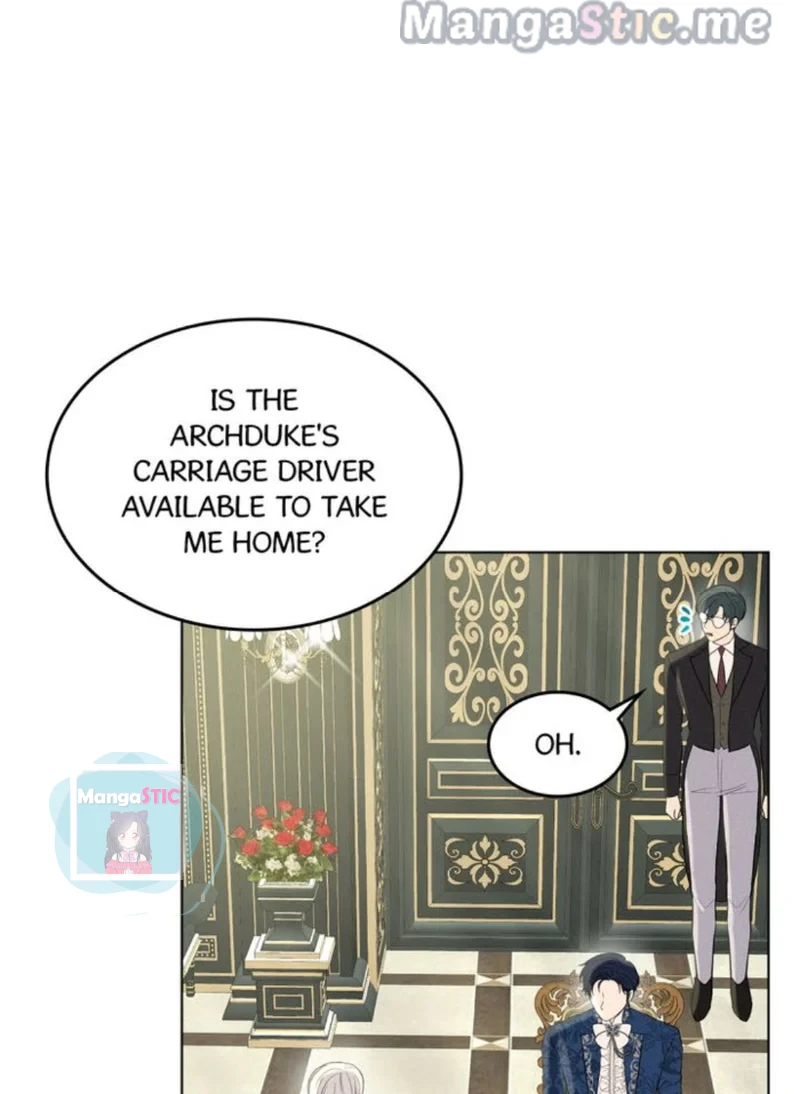 MangaStic.me
IS THE
ARCHDUKE'S
CARRIAGE DRIVER
AVAILABLE TO TAKE
ME HOME?
OH.
MangaSTIC